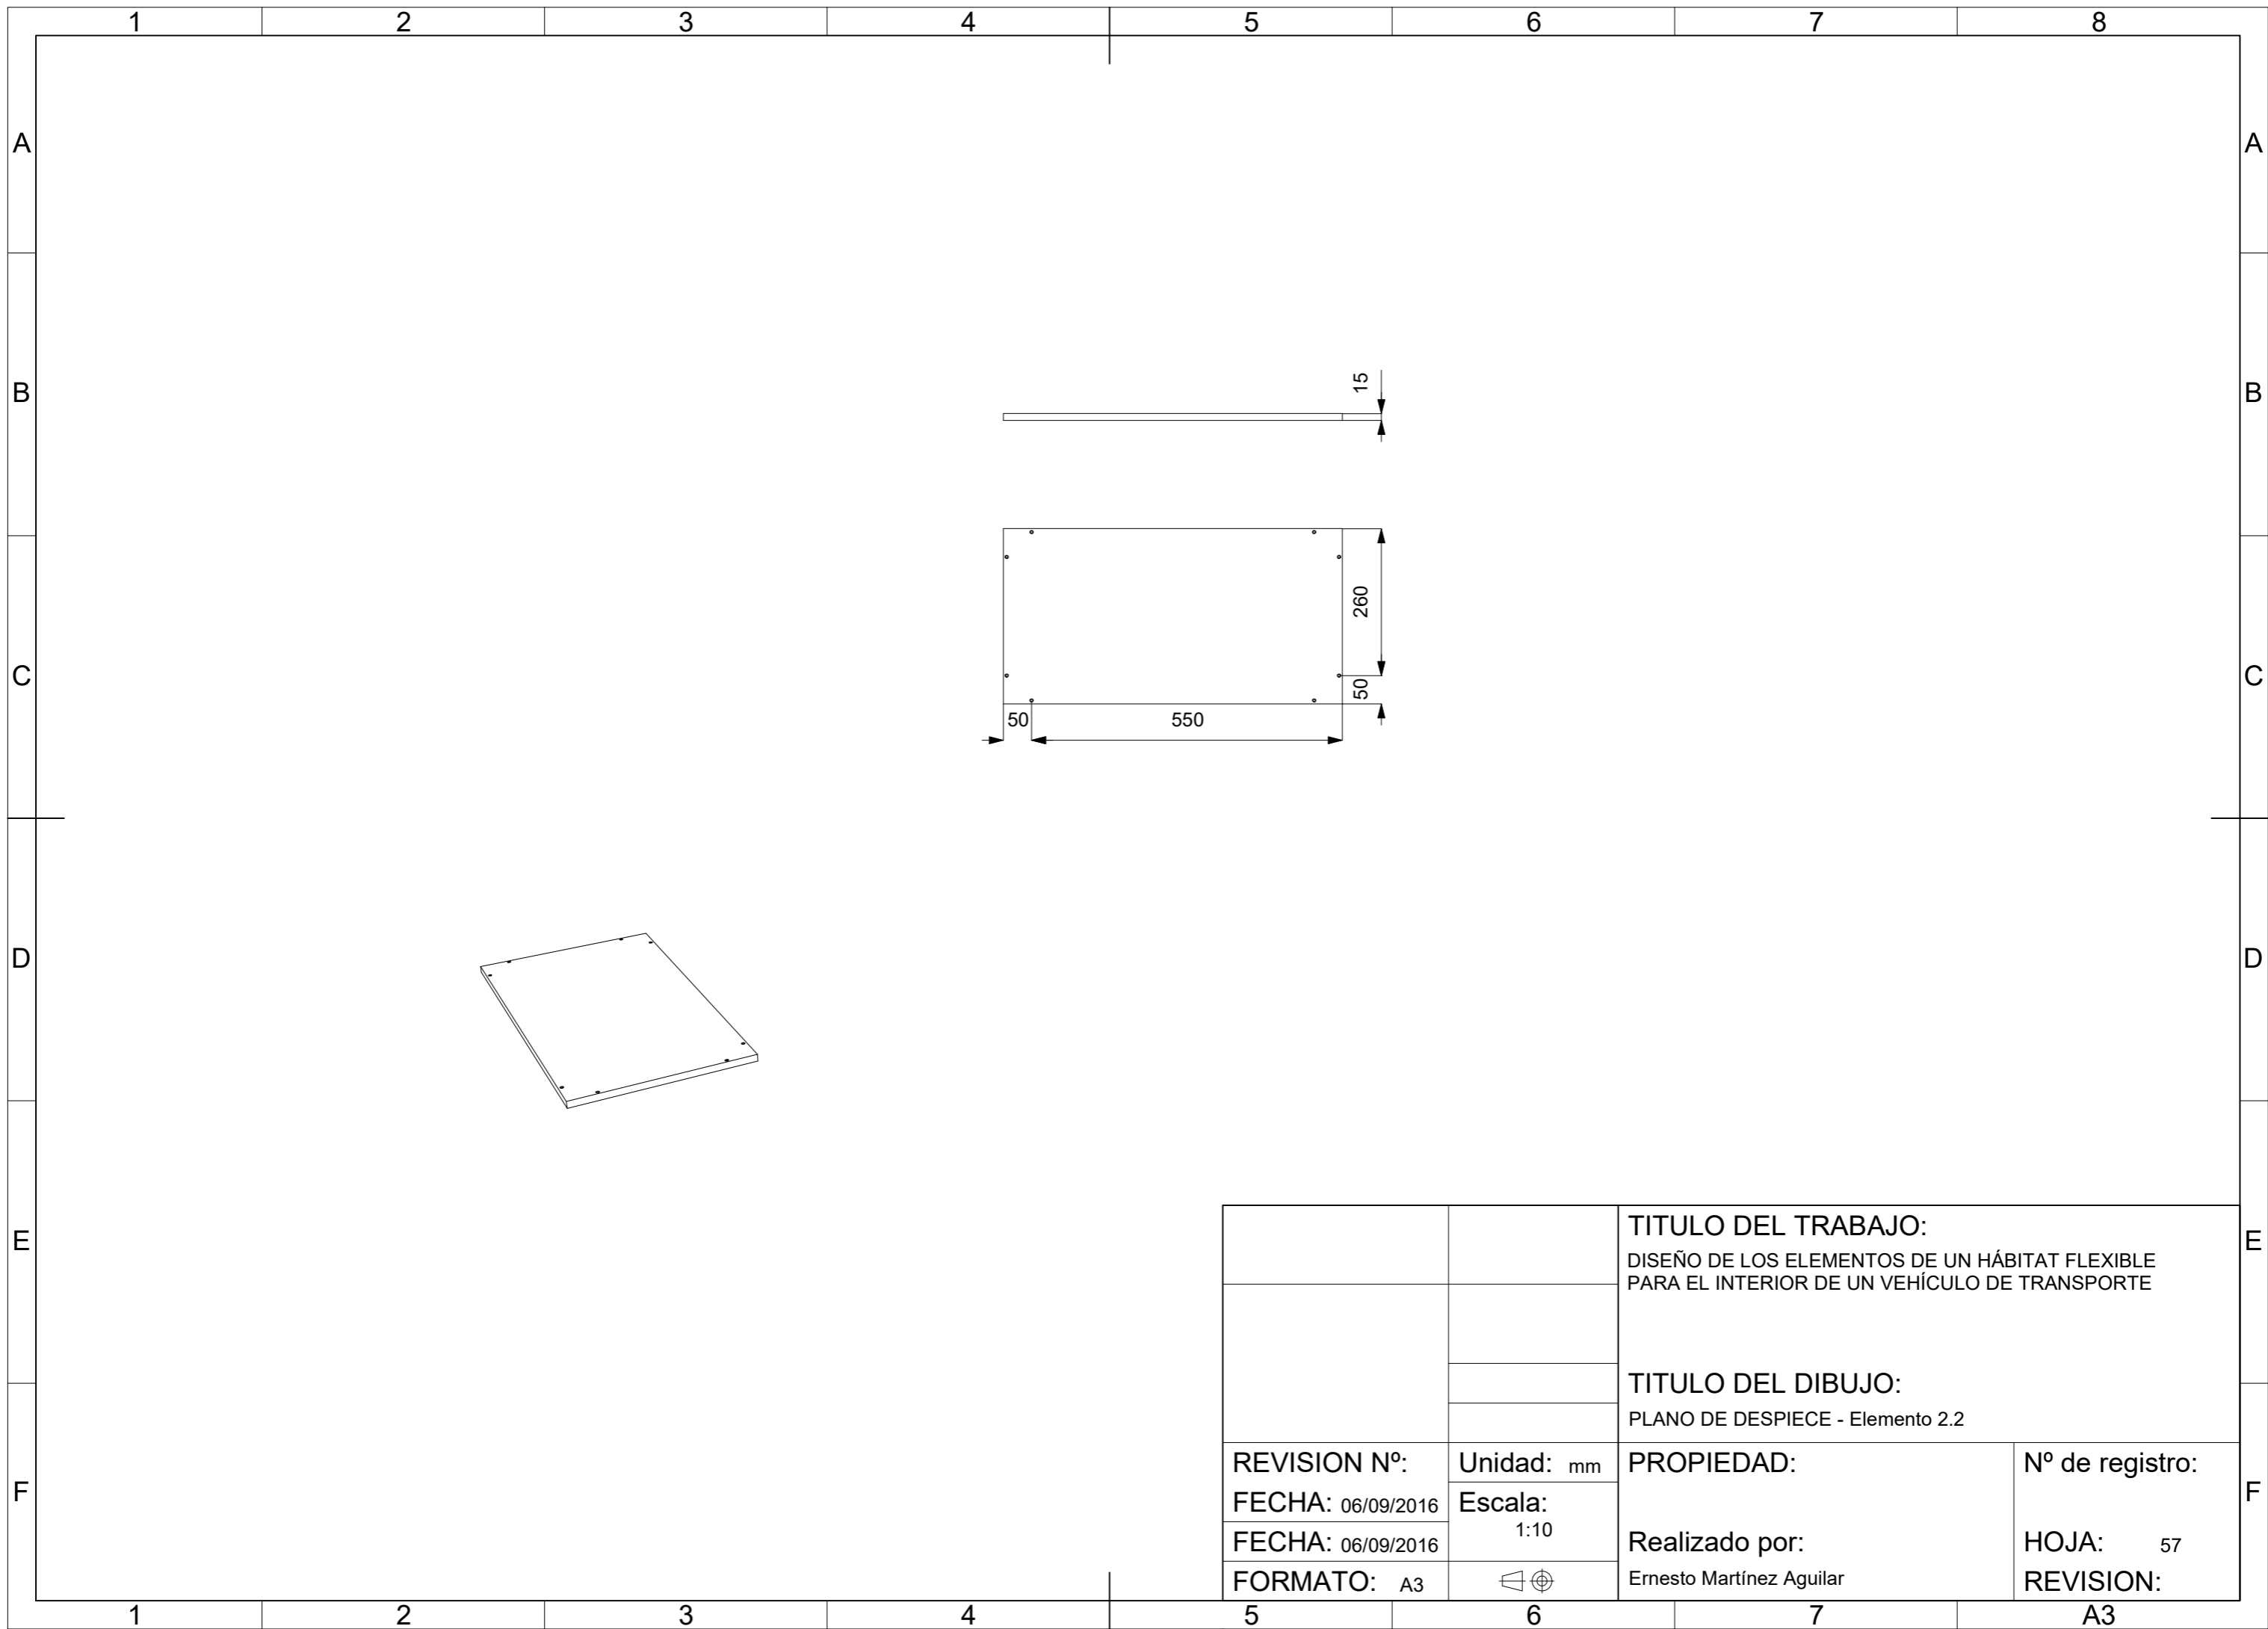 1 2 3 4 5 6 7 8
A A
B B
C C
D D
E E
F F
15
260
50
50 550
TITULO DEL TRABAJO:
DISEÑO DE LOS ELEMENTOS DE UN HÁBITAT FLEXIBLE
PARA EL INTERIOR DE UN VEHÍCULO DE TRANSPORTE
TITULO DEL DIBUJO:
PLANO DE DESPIECE - Elemento 2.2
REVISION Nº: Unidad: mm PROPIEDAD: Nº de registro:
FECHA: 06/09/2016 Escala:
1:10
FECHA: 06/09/2016 Realizado por: HOJA: 57
FORMATO: A3 Ernesto Martínez Aguilar REVISION:
1 2 3 4 5 6 7 A3